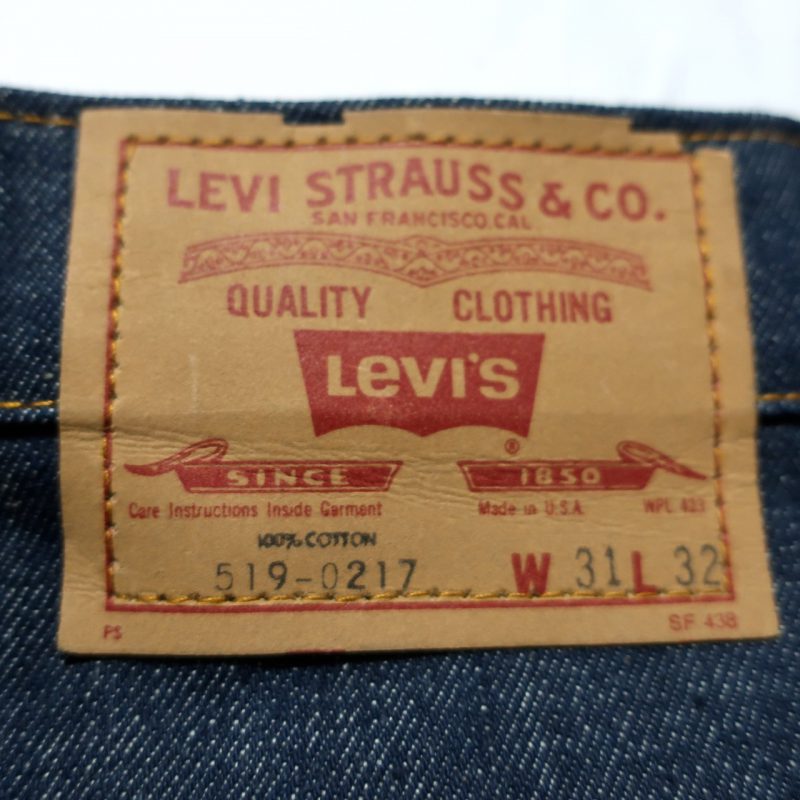 LEVI STRAUSS & CO.
SAN FRANCISCO, CAL
QUALITY CLOTHING
LEVI'S
®
SINCE 1850
Care Instructions Inside Garment Made in U.S.A. WPL 423
100% COTTON
519-0217 W 31 L 32
PS SF 438